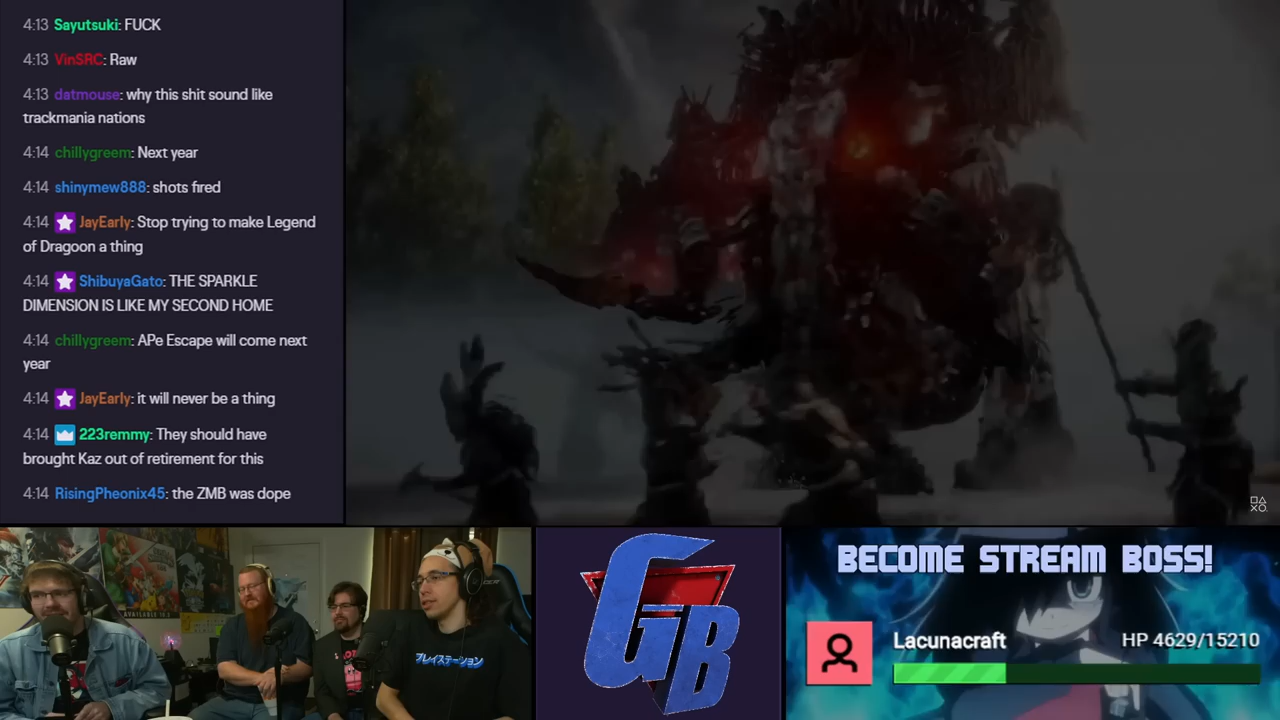 4:13 Sayutsuki: FUCK
4:13 VinSRC: Raw
4:13 datmouse: why this shit sound like
trackmania nations
4:14 chillygreem: Next year
4:14 shinymew888: shots fired
4:14 JayEarly: Stop trying to make Legend
of Dragoon a thing
4:14 ShibuyaGato: THE SPARKLE
DIMENSION IS LIKE MY SECOND HOME
4:14 chillygreem: APe Escape will come next
year
4:14 JayEarly: it will never be a thing
4:14 223remmy: They should have
brought Kaz out of retirement for this
4:14 RisingPheonix45: the ZMB was dope
AVAILABLE
プレイステーション
GB
BECOME STREAM BOSS!
Lacunacraft HP 4629/15210